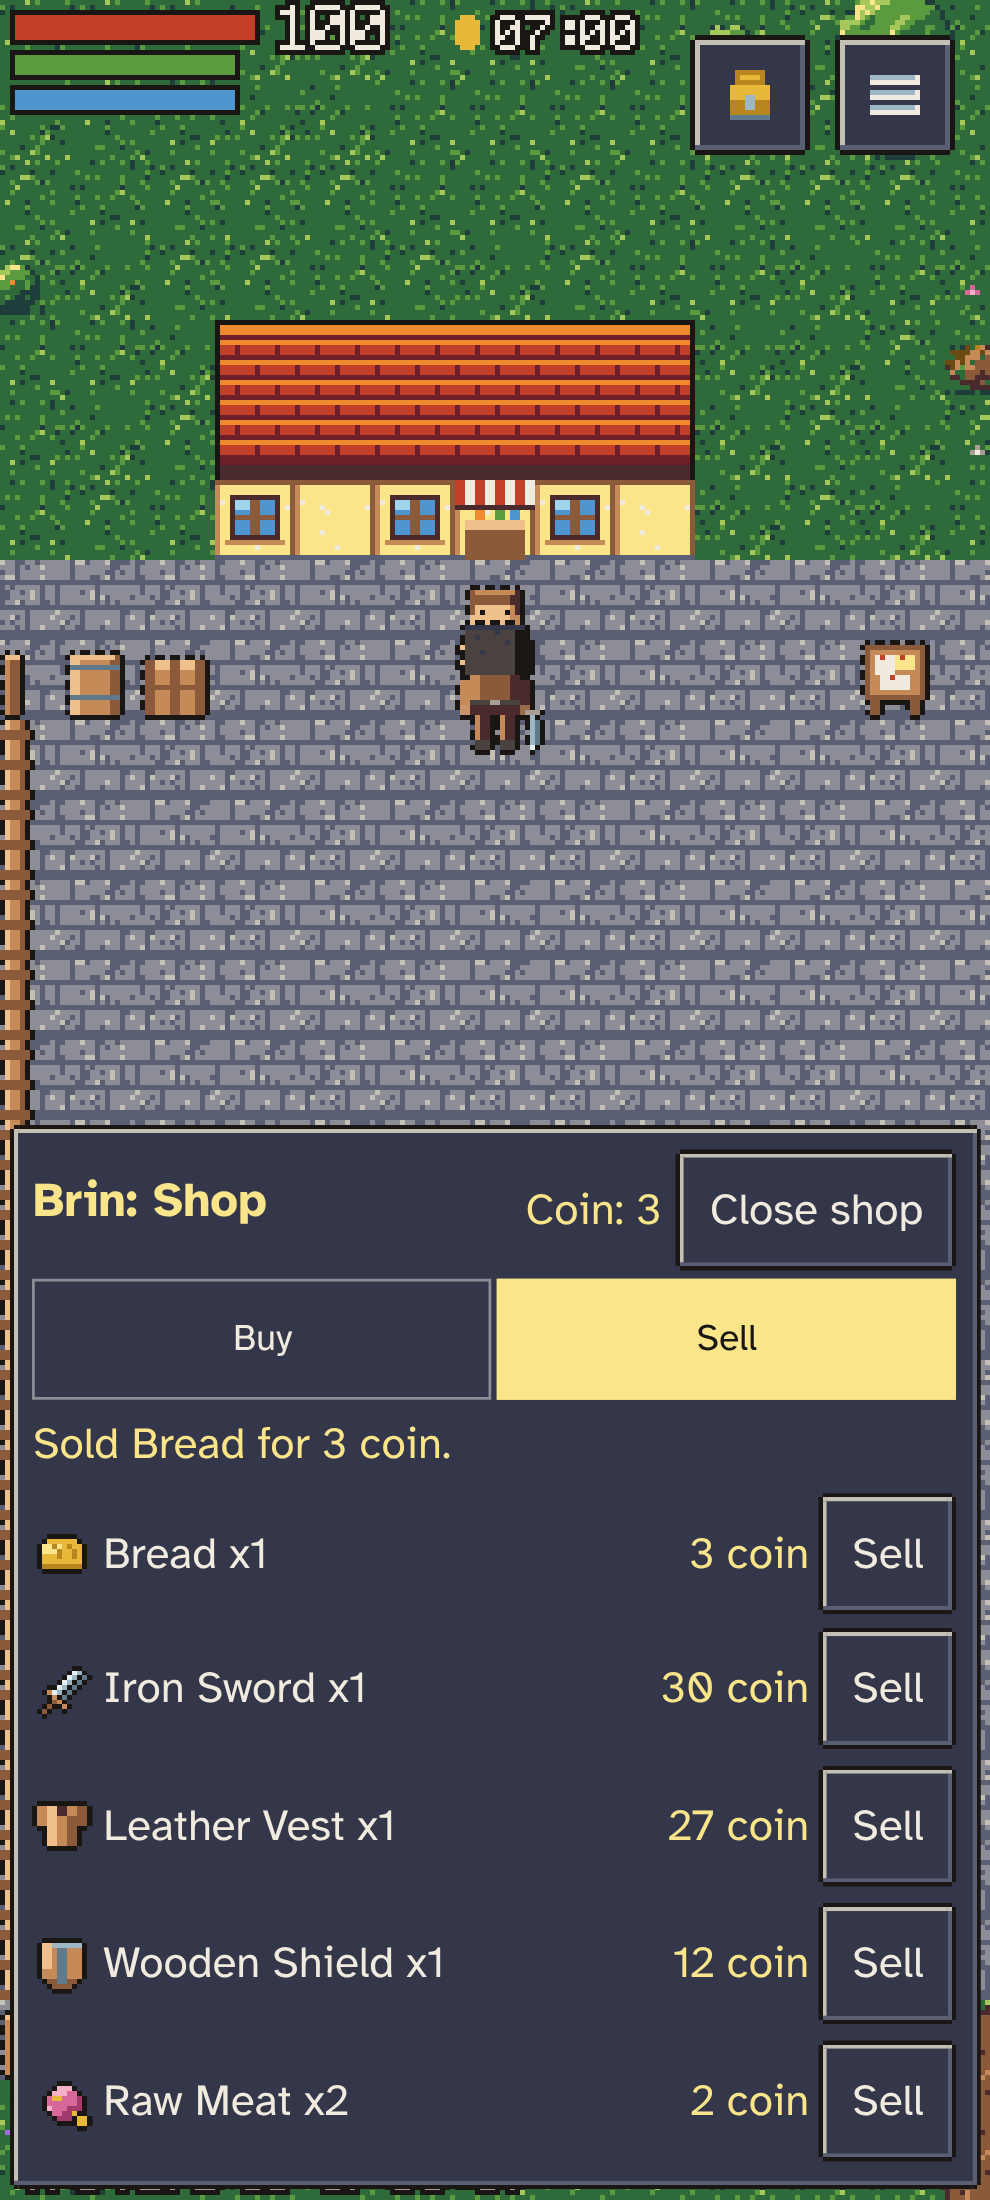 100 07:00
Brin: Shop Coin: 3 Close shop
Buy Sell
Sold Bread for 3 coin.
Bread x1 3 coin Sell
Iron Sword x1 30 coin Sell
Leather Vest x1 27 coin Sell
Wooden Shield x1 12 coin Sell
Raw Meat x2 2 coin Sell